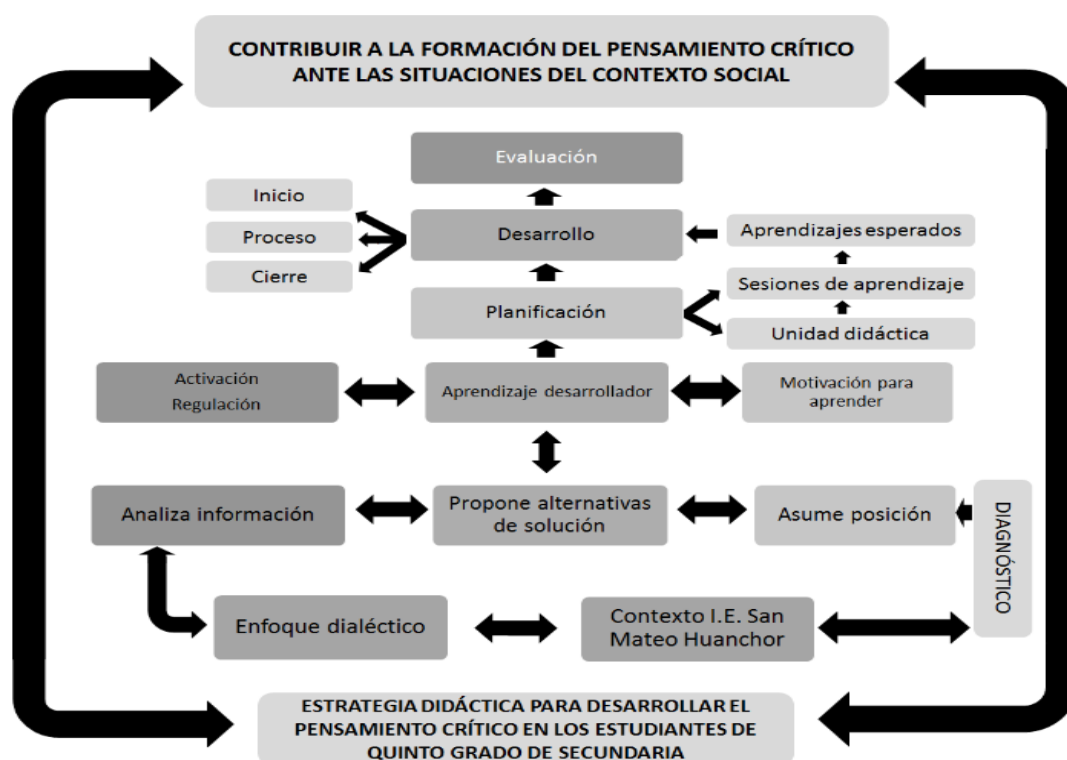 CONTRIBUIR A LA FORMACIÓN DEL PENSAMIENTO CRÍTICO
ANTE LAS SITUACIONES DEL CONTEXTO SOCIAL
Evaluación
Inicio
Proceso
Cierre
Desarrollo
Aprendizajes esperados
Sesiones de aprendizaje
Unidad didáctica
Planificación
Activación
Regulación
Aprendizaje desarrollador
Motivación para
aprender
Analiza información
Propone alternativas
de solución
Asume posición
DIAGNÓSTICO
Enfoque dialéctico
Contexto I.E. San
Mateo Huanchor
ESTRATEGIA DIDÁCTICA PARA DESARROLLAR EL
PENSAMIENTO CRÍTICO EN LOS ESTUDIANTES DE
QUINTO GRADO DE SECUNDARIA